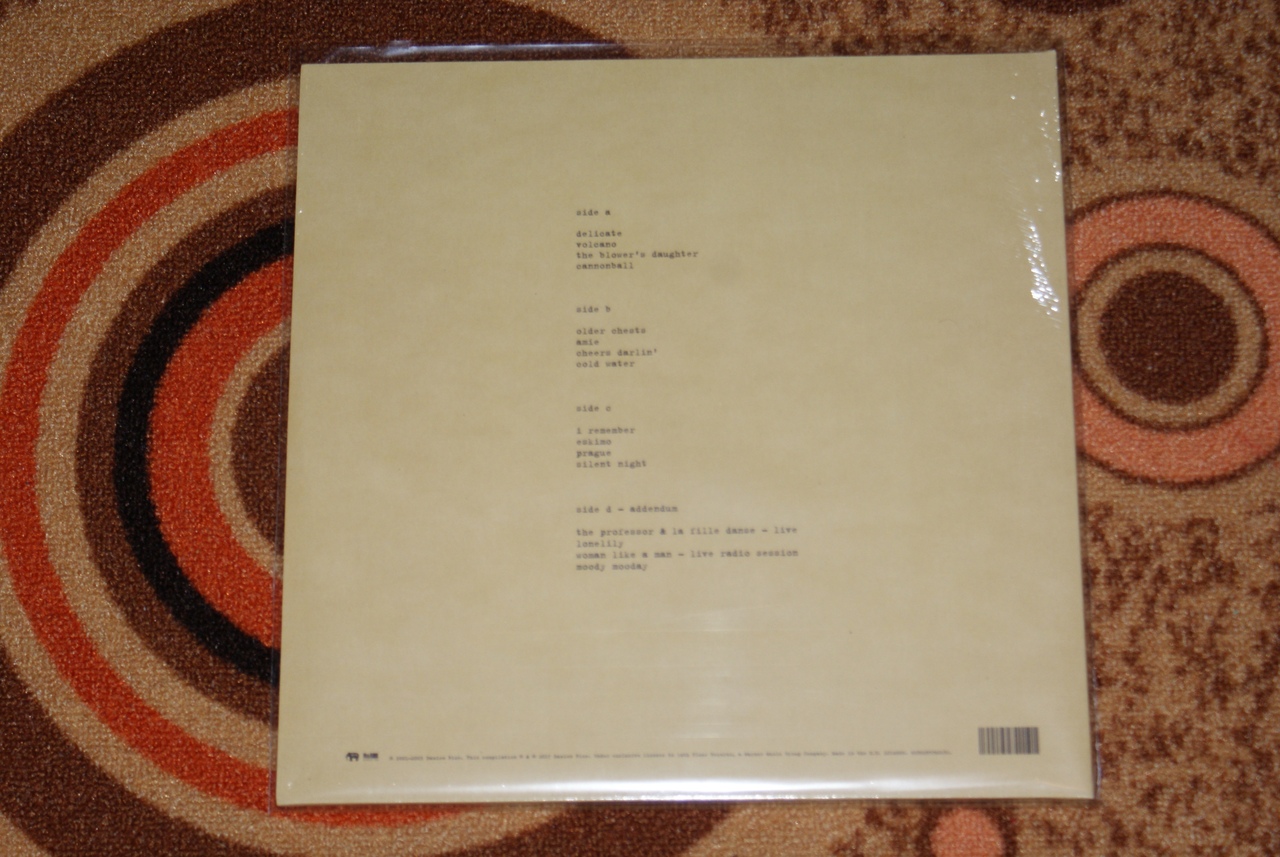 side a
delicate
volcano
the blower's daughter
cannonball
side b
older chests
amie
cheers darlin'
cold water
side c
i remember
eskimo
prague
silent night
side d - addendum
the professor & la fille danse - live
lonelily
woman like a man - live radio session
moody mooday